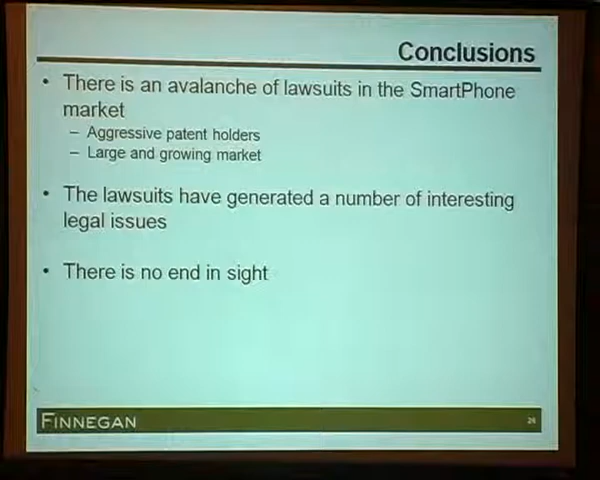 Conclusions
• There is an avalanche of lawsuits in the SmartPhone
market
– Aggressive patent holders
– Large and growing market
• The lawsuits have generated a number of interesting
legal issues
• There is no end in sight
FINNEGAN